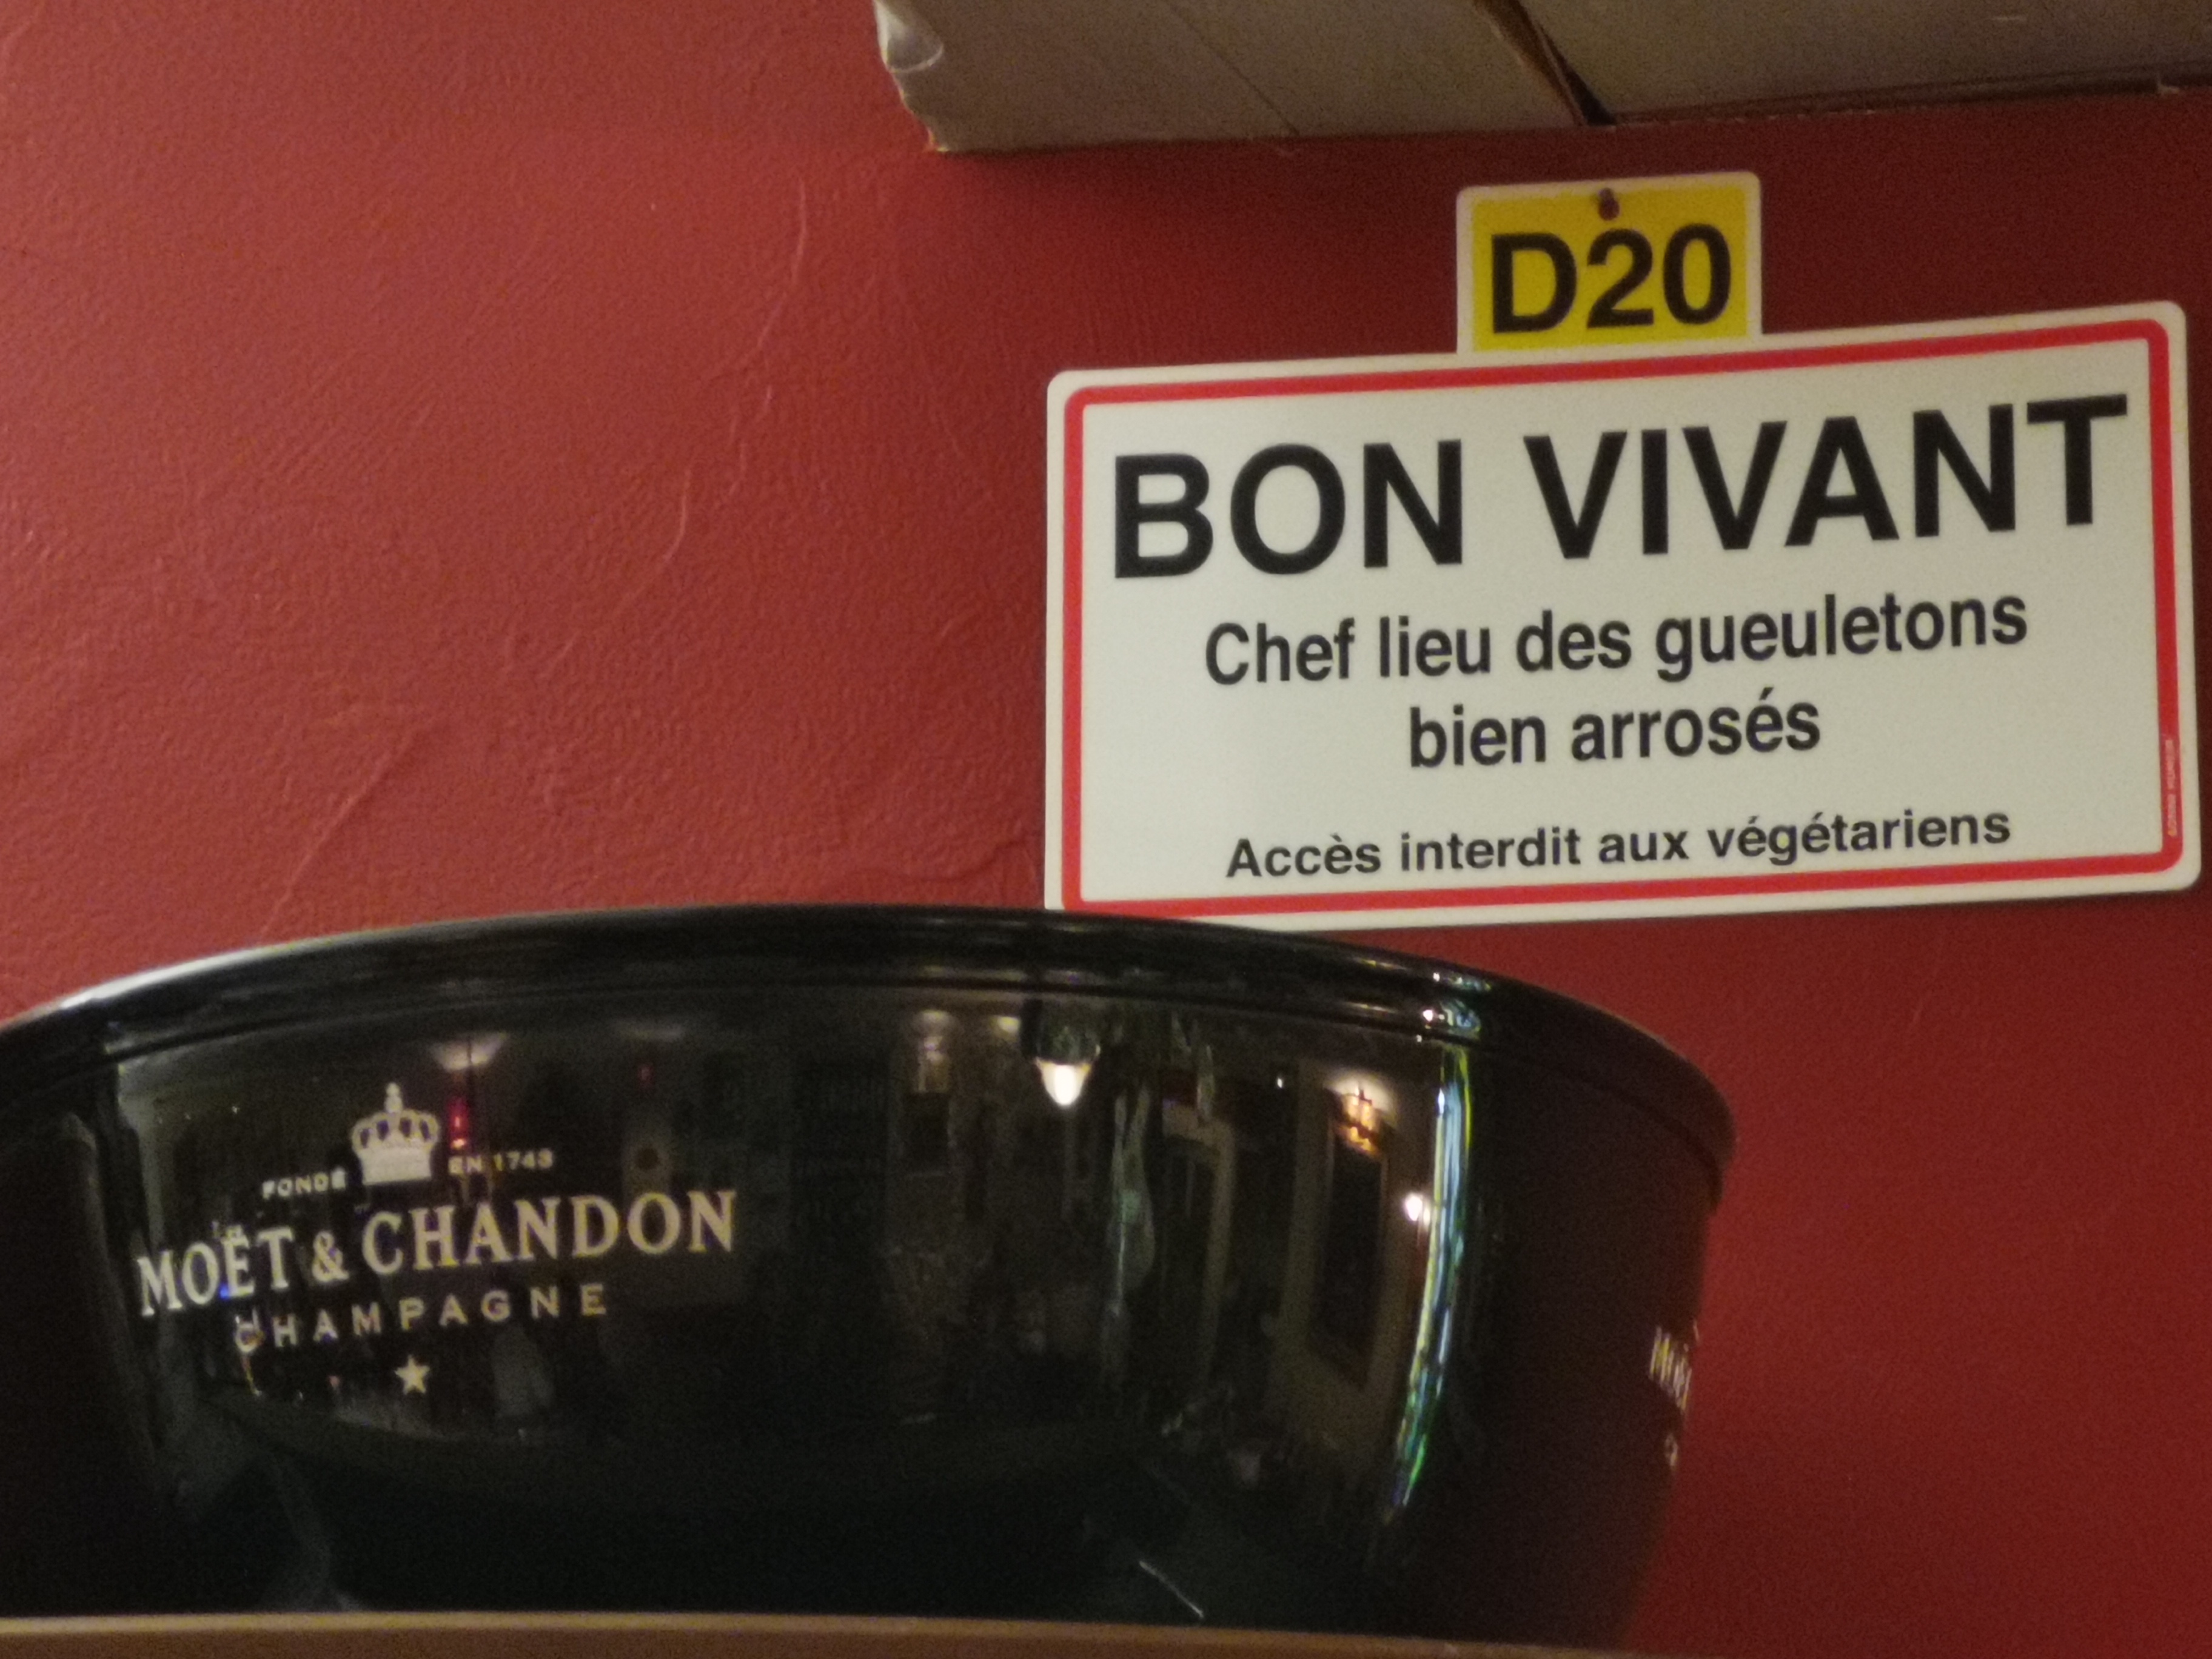 D20
BON VIVANT
Chef lieu des gueuletons
bien arrosés
Accès interdit aux végétariens
FONDÉ EN 1743
MOËT & CHANDON
CHAMPAGNE